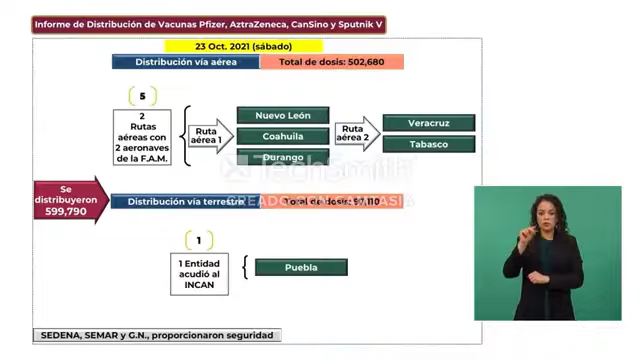 Informe de Distribución de Vacunas Pfizer, AztraZeneca, CanSino y Sputnik V
23 Oct. 2021 (sábado)
Distribución vía aérea
Total de dosis: 502,680
5
2
Rutas
aéreas con
2 aeronaves
de la F.A.M.
Ruta
aérea 1
Nuevo León
Coahuila
Durango
Ruta
aérea 2
Veracruz
Tabasco
TechSmith
Se
distribuyeron
599,790
Distribución vía terrestre
Total de dosis: 97,110
1
1 Entidad
acudió al
INCAN
Puebla
SEDENA, SEMAR y G.N., proporcionaron seguridad